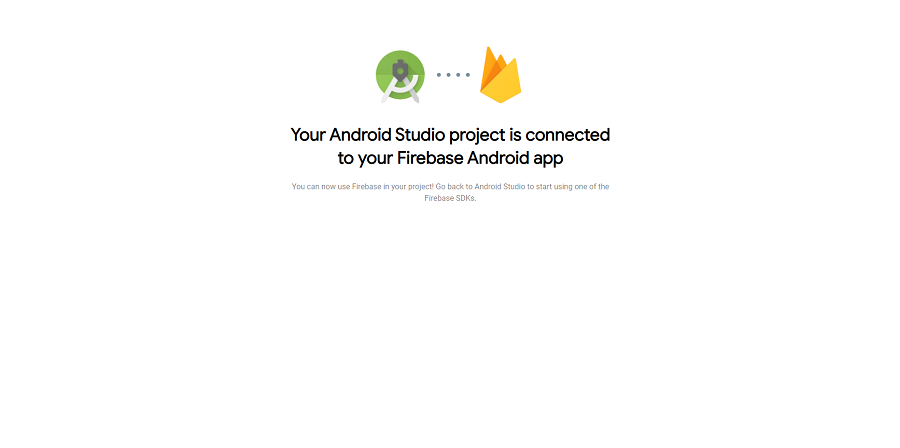 Your Android Studio project is connected
to your Firebase Android app
You can now use Firebase in your project! Go back to Android Studio to start using one of the
Firebase SDKs.